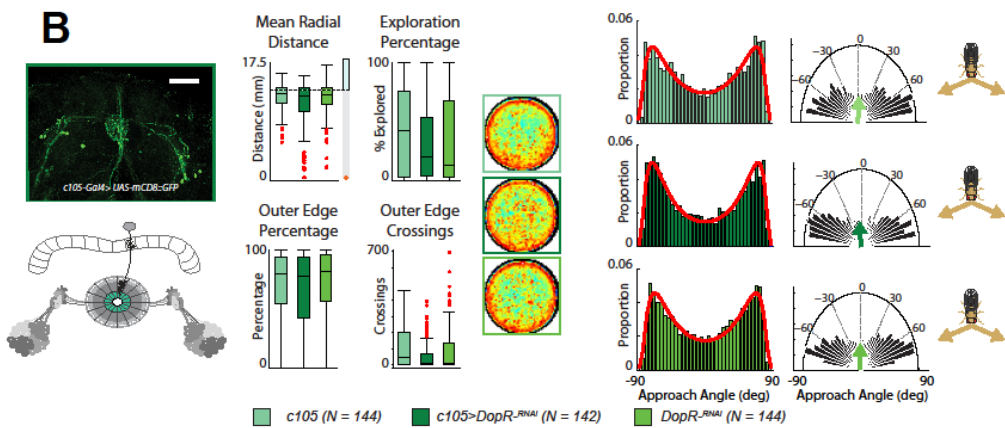 B
c105-Gal4> UAS-mCD8::GFP
Mean Radial
Distance
17.5
Distance (mm)
0
Exploration
Percentage
100
% Explored
0
Outer Edge
Percentage
100
Percentage
0
Outer Edge
Crossings
700
Crossings
0
0.06
Proportion
0
0
-30
30
-60
60
0.06
Proportion
0
0
-30
30
-60
60
0.06
Proportion
0
-90
90
Approach Angle (deg)
0
-30
30
-60
60
-90
90
Approach Angle (deg)
c105 (N = 144)
c105>DopR-RNAi (N = 142)
DopR-RNAi (N = 144)